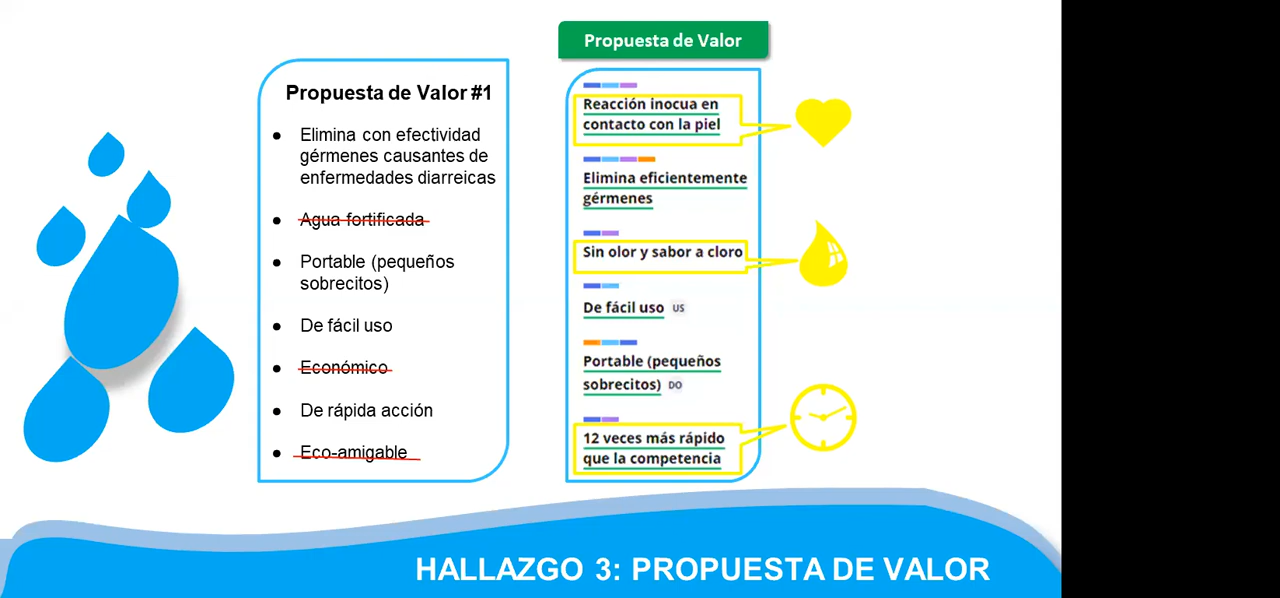 Propuesta de Valor #1
Elimina con efectividad
gérmenes causantes de
enfermedades diarreicas
Agua fortificada
Portable (pequeños
sobrecitos)
De fácil uso
Económico
De rápida acción
Eco-amigable
Propuesta de Valor
Reacción inocua en
contacto con la piel
Elimina eficientemente
gérmenes
Sin olor y sabor a cloro
De fácil uso US
Portable (pequeños
sobrecitos) DO
12 veces más rápido
que la competencia
HALLAZGO 3: PROPUESTA DE VALOR